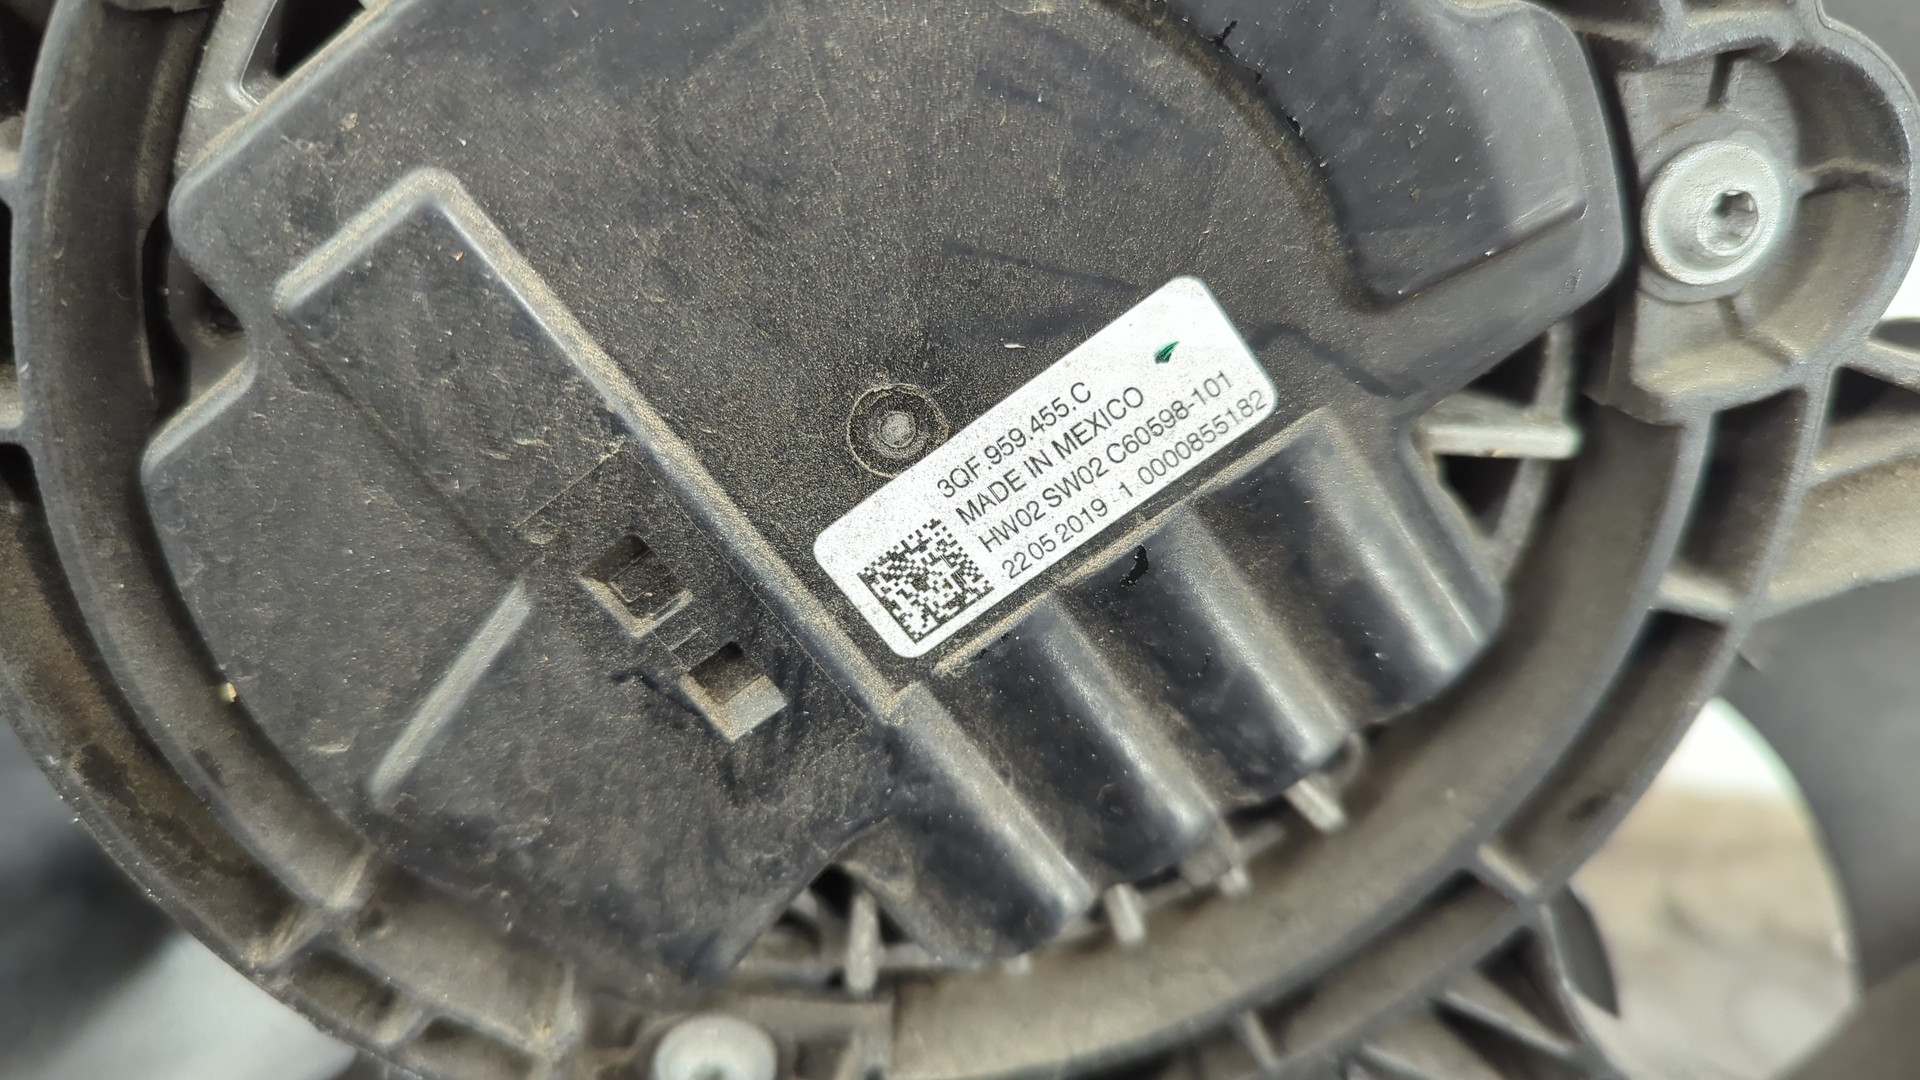 3QF.959.455.C
MADE IN MEXICO
HW02 SW02 C60598-101
22 05 2019 1 0000855182